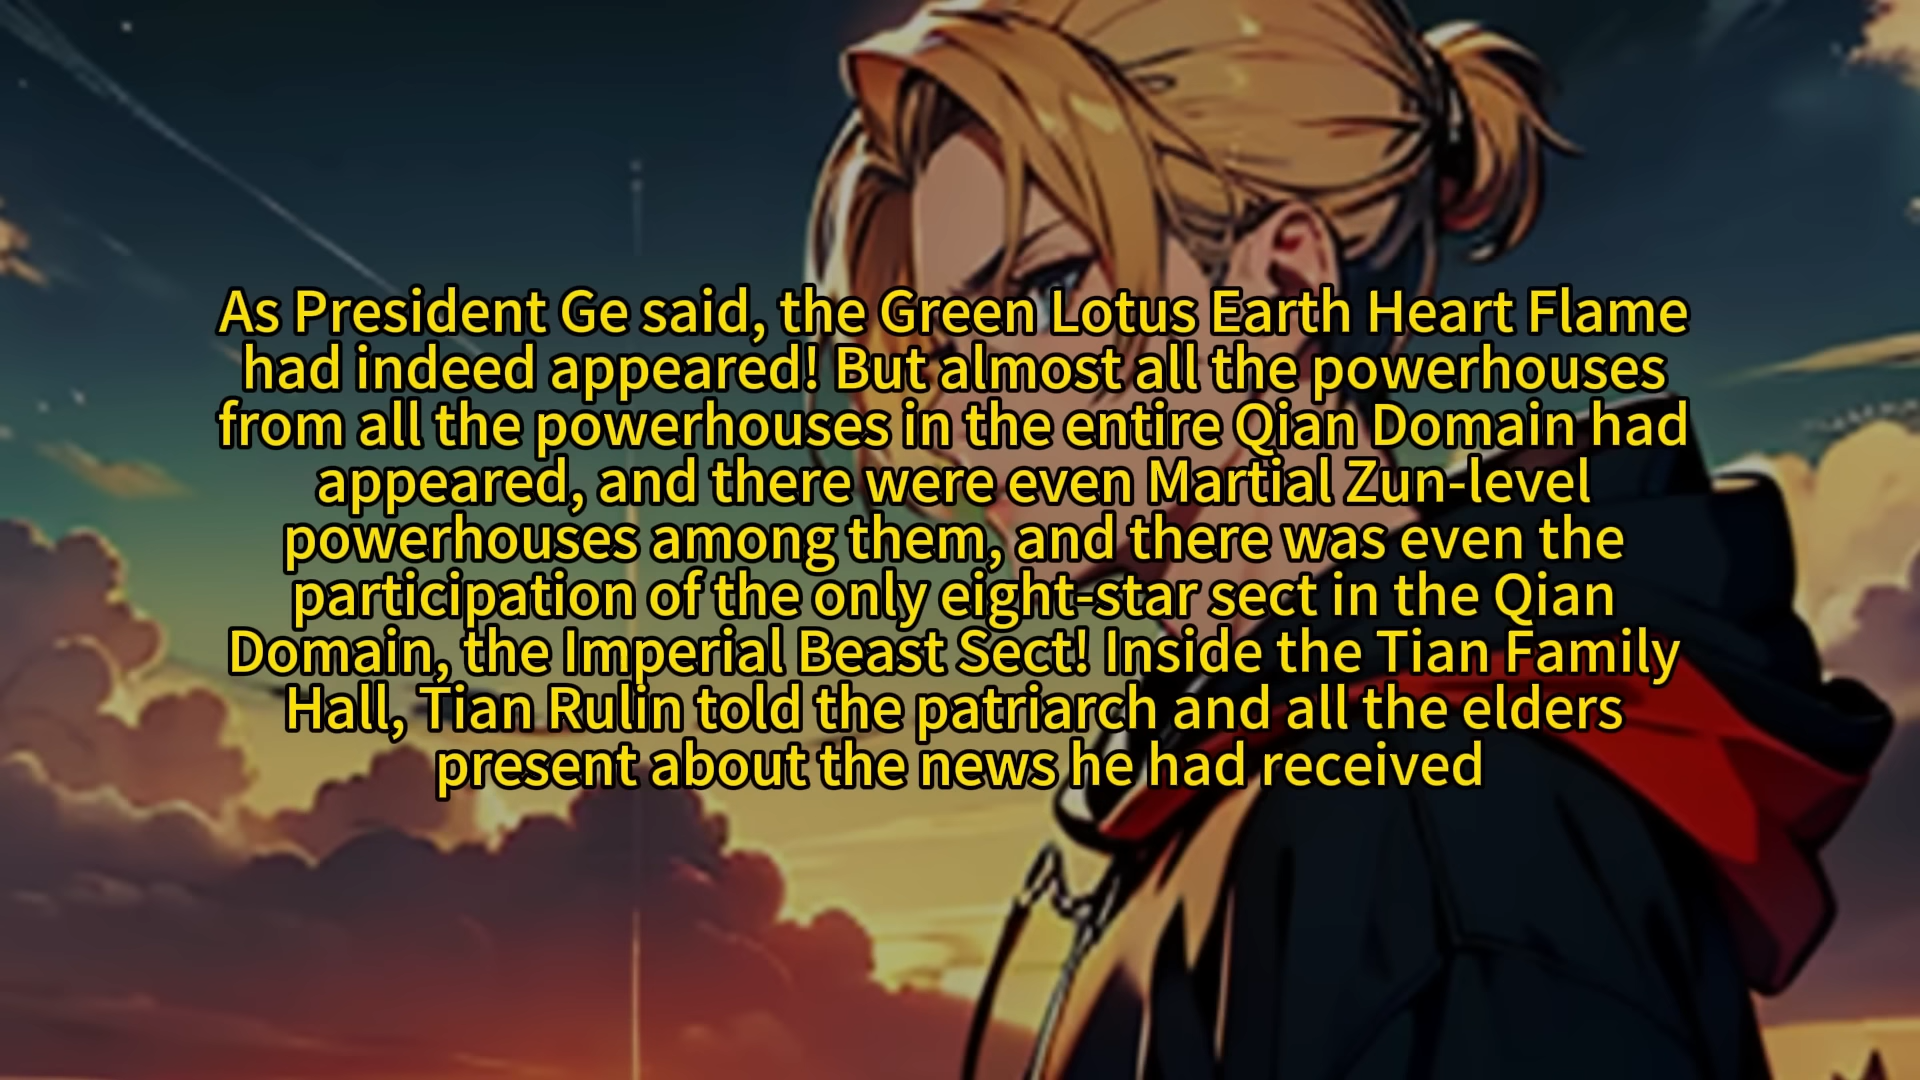 As President Ge said, the Green Lotus Earth Heart Flame
had indeed appeared! But almost all the powerhouses
from all the powerhouses in the entire Qian Domain had
appeared, and there were even Martial Zun-level
powerhouses among them, and there was even the
participation of the only eight-star sect in the Qian
Domain, the Imperial Beast Sect! Inside the Tian Family
Hall, Tian Rulin told the patriarch and all the elders
present about the news he had received